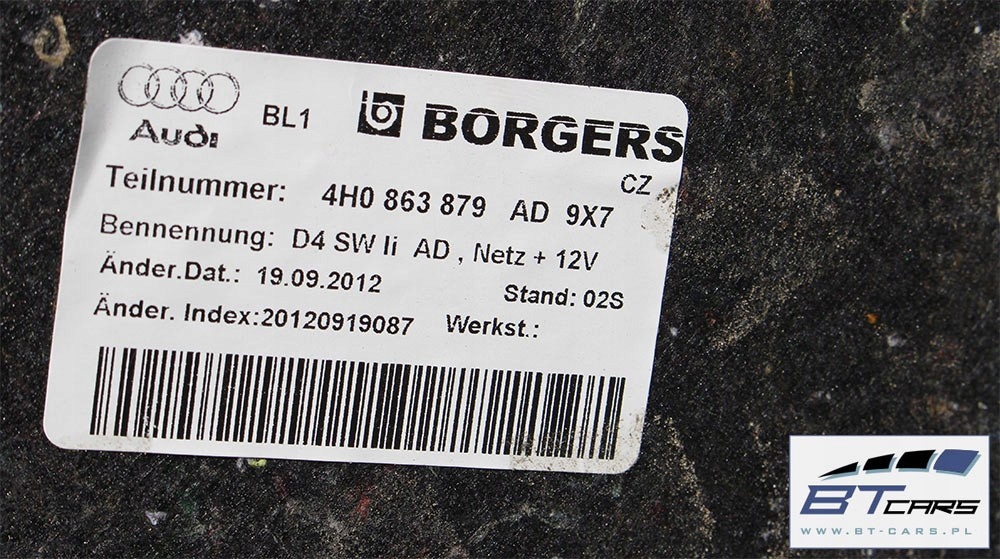 Audi BL1 BORGERS
CZ
Teilnummer: 4H0 863 879 AD 9X7
Bennennung: D4 SW li AD , Netz + 12V
Änder.Dat.: 19.09.2012 Stand: 02S
Änder. Index:20120919087 Werkst.:
BT CARS
WWW.BT-CARS.PL